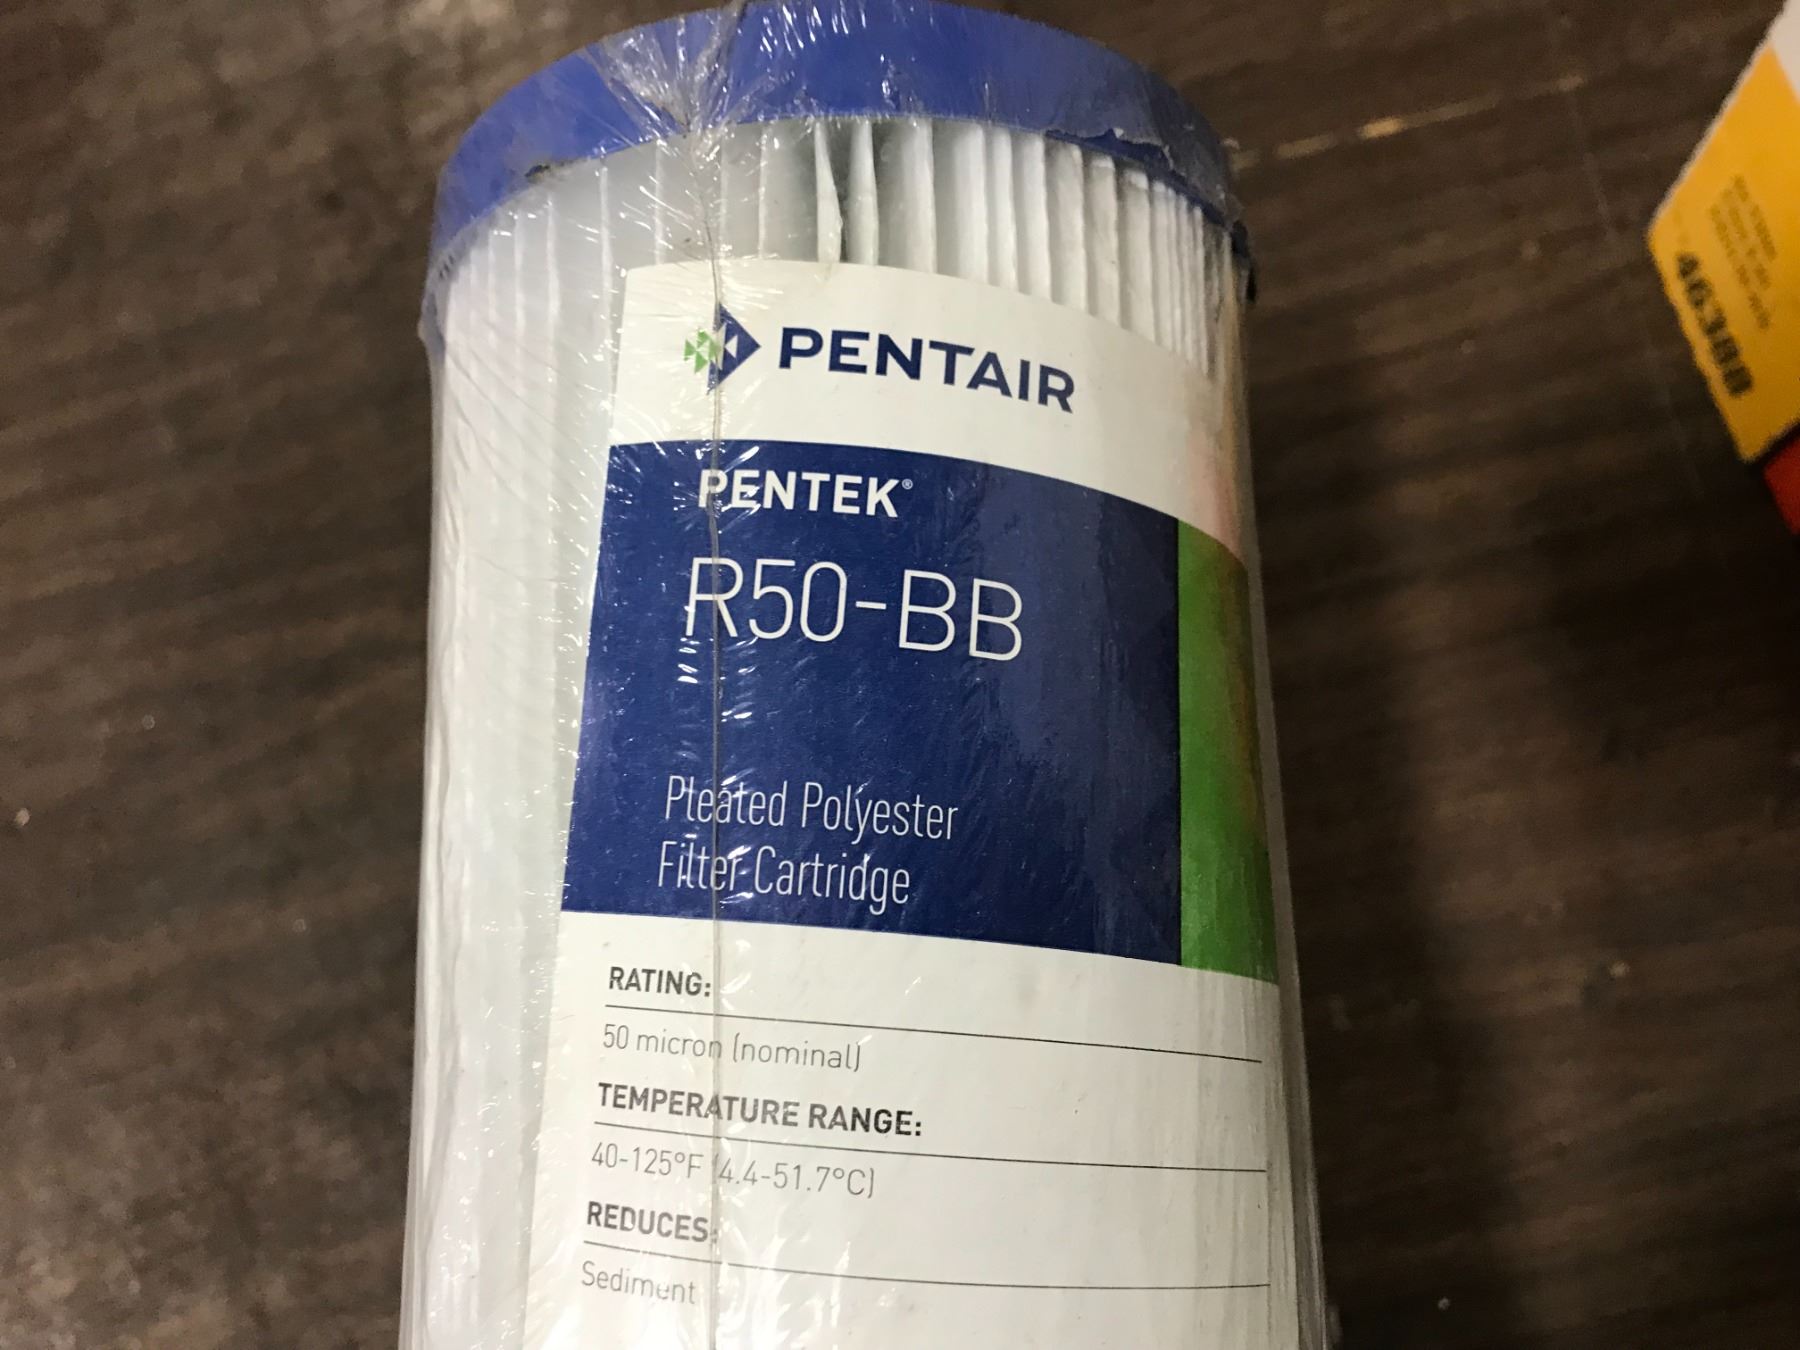 PENTAIR
PENTEK®
R50-BB
Pleated Polyester
Filter Cartridge
RATING:
50 micron (nominal)
TEMPERATURE RANGE:
40-125°F (4.4-51.7°C)
REDUCES:
Sediment
46388